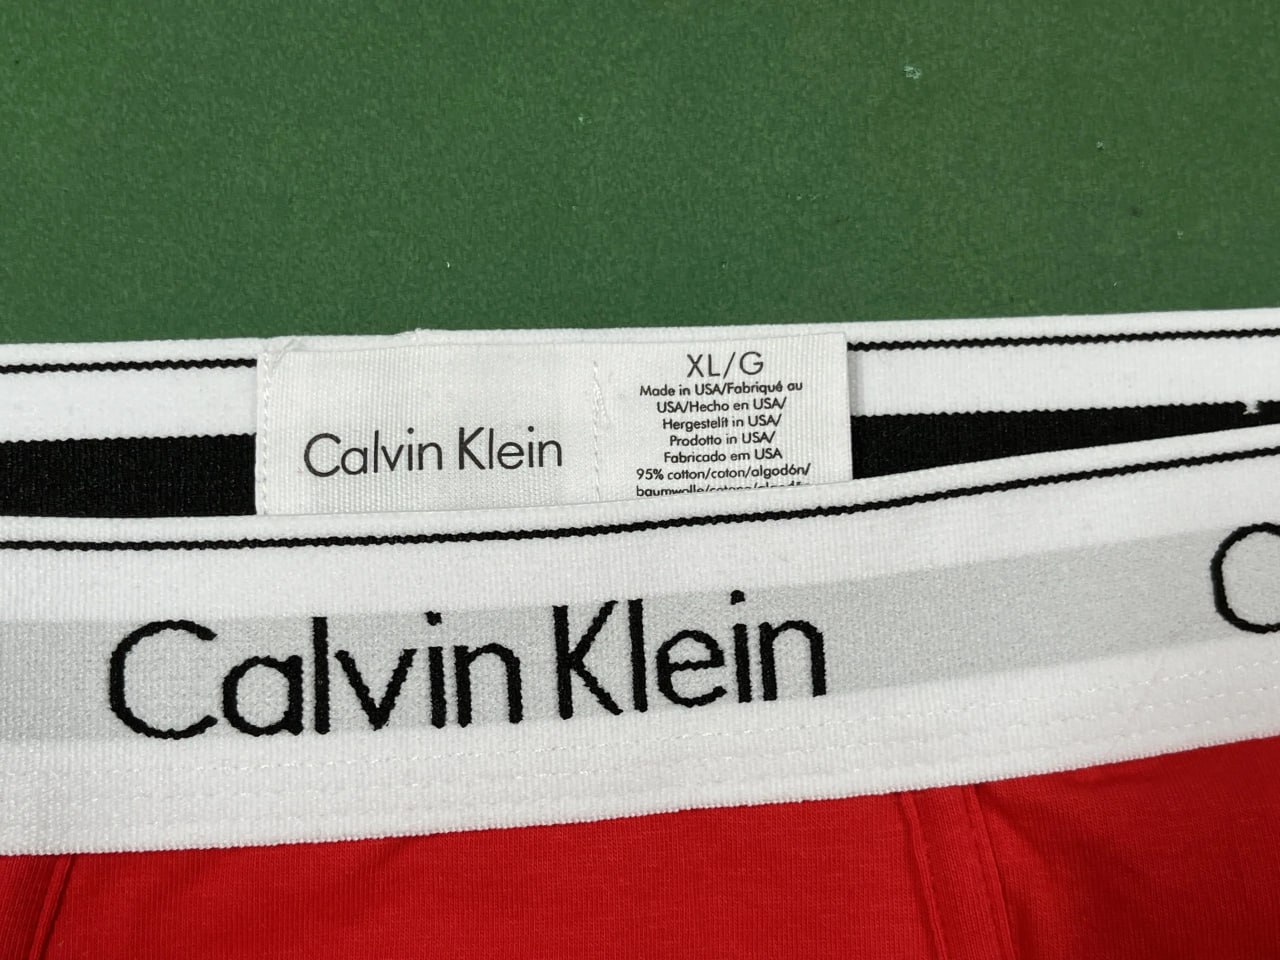 XL/G
Made in USA/Fabriqué au
USA/Hecho en USA/
Hergestellt in USA/
Prodotto in USA/
Fabricado em USA
95% cotton/coton/algodón/
Calvin Klein
Calvin Klein
C